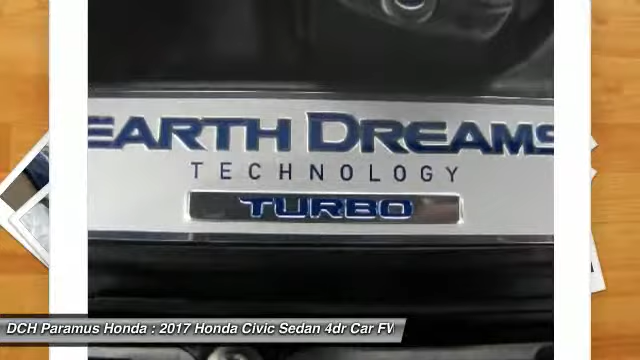 EARTH DREAMS
TECHNOLOGY
TURBO
DCH Paramus Honda : 2017 Honda Civic Sedan 4dr Car FV